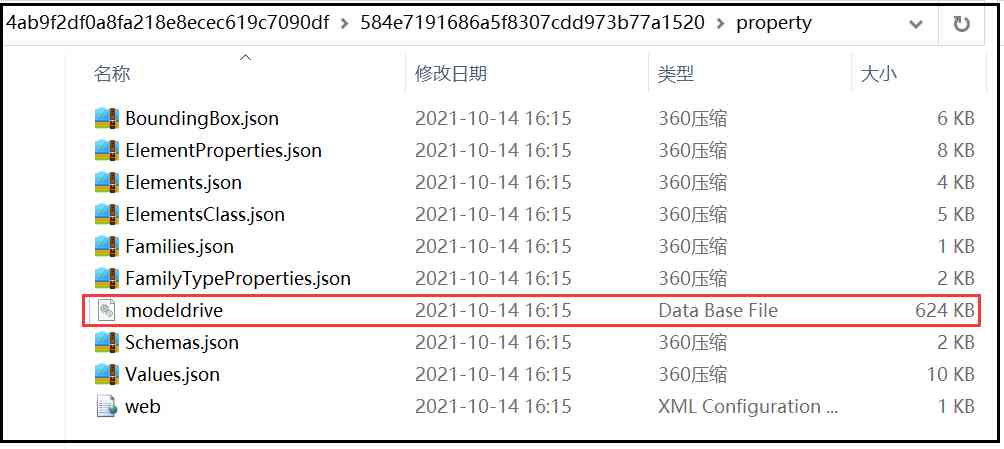 4ab9f2df0a8fa218e8ecec619c7090df > 584e7191686a5f8307cdd973b77a1520 > property
名称 修改日期 类型 大小
BoundingBox.json 2021-10-14 16:15 360压缩 6 KB
ElementProperties.json 2021-10-14 16:15 360压缩 8 KB
Elements.json 2021-10-14 16:15 360压缩 4 KB
ElementsClass.json 2021-10-14 16:15 360压缩 5 KB
Families.json 2021-10-14 16:15 360压缩 1 KB
FamilyTypeProperties.json 2021-10-14 16:15 360压缩 2 KB
modeldrive 2021-10-14 16:15 Data Base File 624 KB
Schemas.json 2021-10-14 16:15 360压缩 2 KB
Values.json 2021-10-14 16:15 360压缩 10 KB
web 2021-10-14 16:15 XML Configuration ... 1 KB